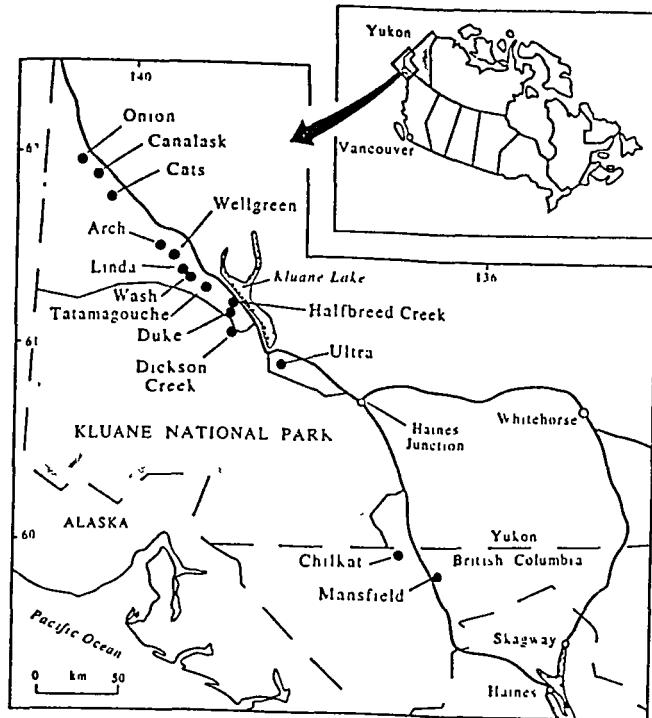 Yukon
Vancouver
140
Onion
62
Canalask
Cats
Wellgreen
Arch
Linda
Kluane Lake
136
Wash
Tatamagouche
Halfbreed Creek
Duke
61
Dickson
Creek
Ultra
Haines
Junction
Whitehorse
KLUANE NATIONAL PARK
ALASKA
60
Yukon
British Columbia
Chilkat
Mansfield
Pacific Ocean
Skagway
Haines
0 km 50